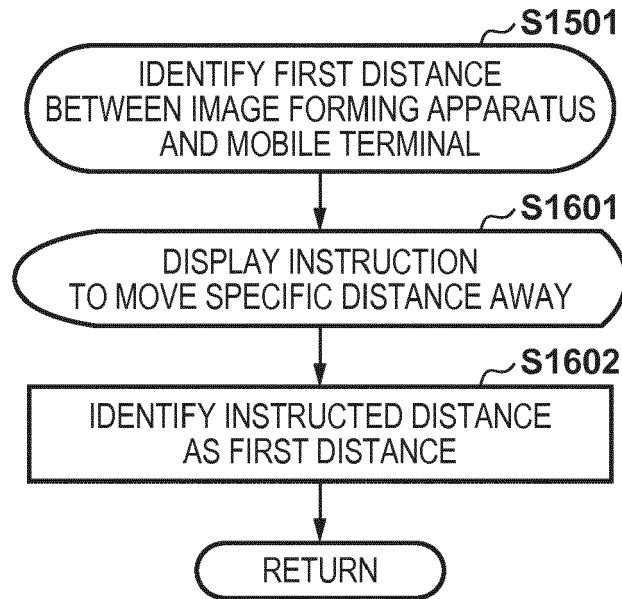 S1501
IDENTIFY FIRST DISTANCE
BETWEEN IMAGE FORMING APPARATUS
AND MOBILE TERMINAL
S1601
DISPLAY INSTRUCTION
TO MOVE SPECIFIC DISTANCE AWAY
S1602
IDENTIFY INSTRUCTED DISTANCE
AS FIRST DISTANCE
RETURN